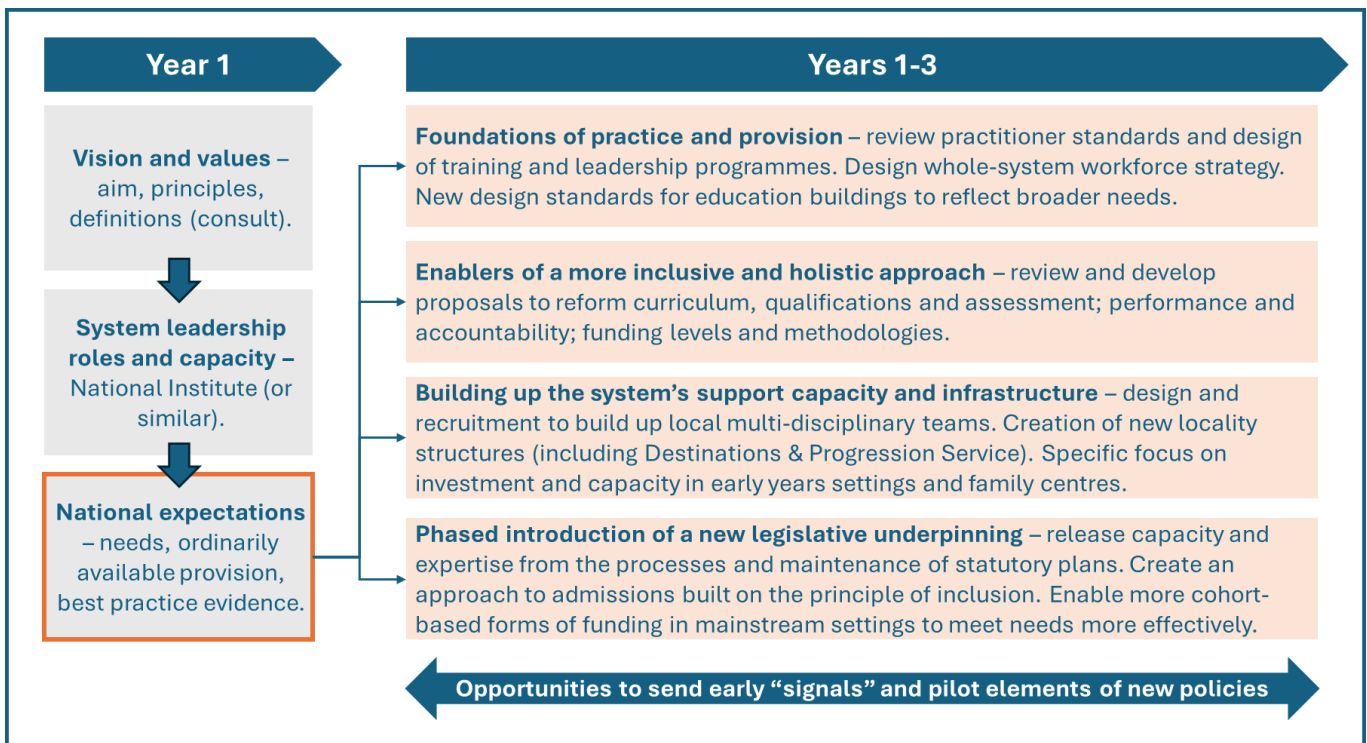 Year 1
Vision and values –
aim, principles,
definitions (consult).
System leadership
roles and capacity –
National Institute (or
similar).
National expectations
– needs, ordinarily
available provision,
best practice evidence.
Years 1-3
Foundations of practice and provision – review practitioner standards and design
of training and leadership programmes. Design whole-system workforce strategy.
New design standards for education buildings to reflect broader needs.
Enablers of a more inclusive and holistic approach – review and develop
proposals to reform curriculum, qualifications and assessment; performance and
accountability; funding levels and methodologies.
Building up the system’s support capacity and infrastructure – design and
recruitment to build up local multi-disciplinary teams. Creation of new locality
structures (including Destinations & Progression Service). Specific focus on
investment and capacity in early years settings and family centres.
Phased introduction of a new legislative underpinning – release capacity and
expertise from the processes and maintenance of statutory plans. Create an
approach to admissions built on the principle of inclusion. Enable more cohort-
based forms of funding in mainstream settings to meet needs more effectively.
Opportunities to send early “signals” and pilot elements of new policies